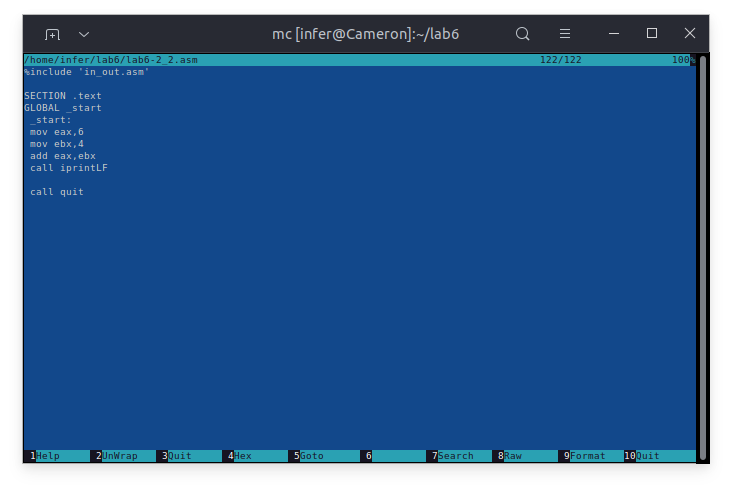 mc [infer@Cameron]:~/lab6
/home/infer/lab6/lab6-2_2.asm 122/122 100%
%include 'in_out.asm'
SECTION .text
GLOBAL _start
_start:
mov eax,6
mov ebx,4
add eax,ebx
call iprintLF
call quit
1Help 2UnWrap 3Quit 4Hex 5Goto 6 7Search 8Raw 9Format 10Quit